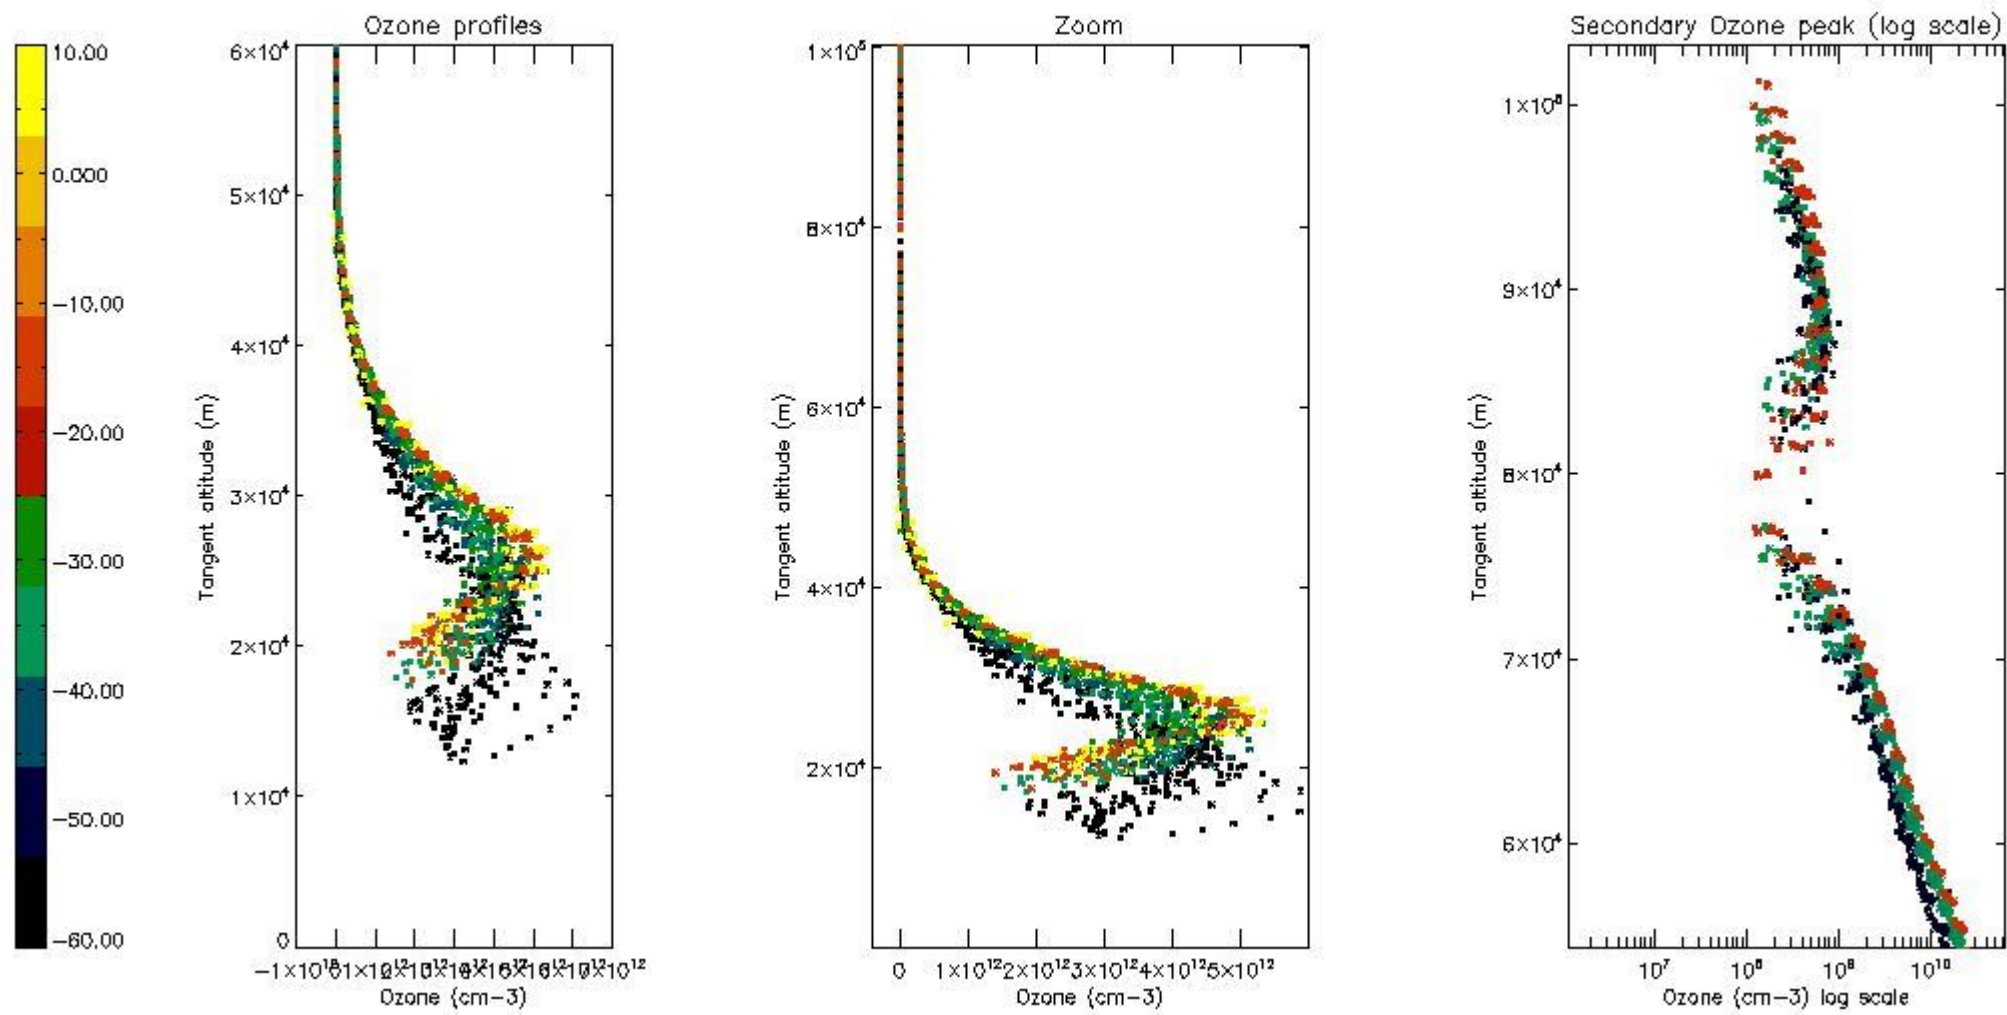 Ozone profiles
Zoom
Secondary Ozone peak (log scale)
10.00
0.000
−10.00
−20.00
−30.00
−40.00
−50.00
−60.00
6×10⁴
5×10⁴
4×10⁴
3×10⁴
2×10⁴
1×10⁴
0
Tangent altitude (m)
Ozone (cm−3)
1×10⁵
8×10⁴
6×10⁴
4×10⁴
2×10⁴
Tangent altitude (m)
0 1×10¹² 2×10¹² 3×10¹² 4×10¹² 5×10¹²
Ozone (cm−3)
9×10⁴
8×10⁴
7×10⁴
6×10⁴
Tangent altitude (m)
10⁷ 10⁸ 10⁹ 10¹⁰
Ozone (cm−3) log scale